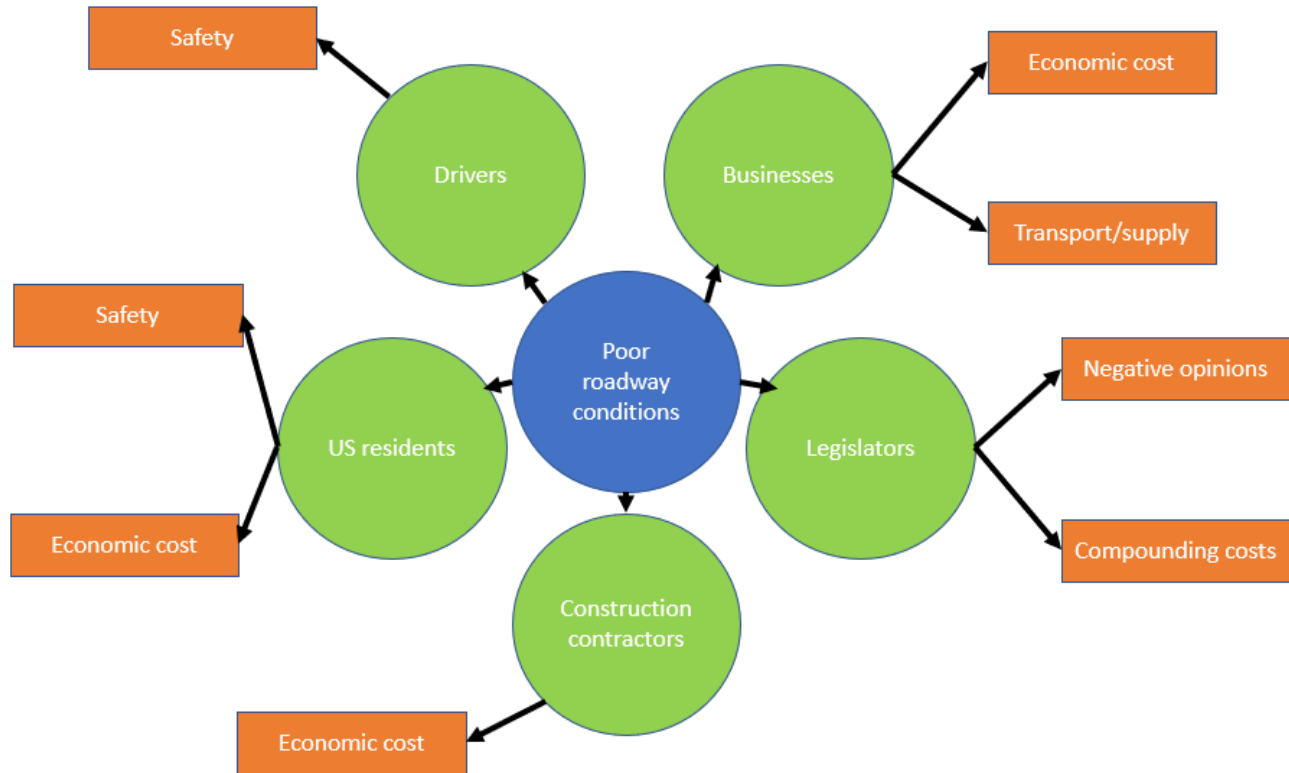 Safety
Economic cost
Drivers
Businesses
Transport/supply
Safety
Poor
roadway
conditions
Negative opinions
US residents
Legislators
Economic cost
Compounding costs
Construction
contractors
Economic cost